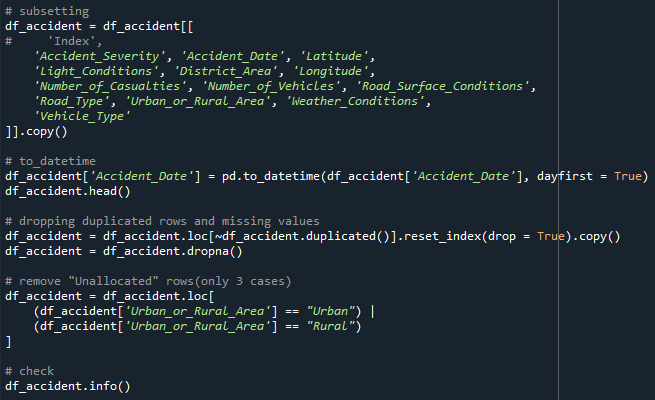 # subsetting
df_accident = df_accident[[
#     'Index',
    'Accident_Severity', 'Accident_Date', 'Latitude',
    'Light_Conditions', 'District_Area', 'Longitude',
    'Number_of_Casualties', 'Number_of_Vehicles', 'Road_Surface_Conditions',
    'Road_Type', 'Urban_or_Rural_Area', 'Weather_Conditions',
    'Vehicle_Type'
]].copy()

# to_datetime
df_accident['Accident_Date'] = pd.to_datetime(df_accident['Accident_Date'], dayfirst = True)
df_accident.head()

# dropping duplicated rows and missing values
df_accident = df_accident.loc[~df_accident.duplicated()].reset_index(drop = True).copy()
df_accident = df_accident.dropna()

# remove "Unallocated" rows(only 3 cases)
df_accident = df_accident.loc[
    (df_accident['Urban_or_Rural_Area'] == "Urban") |
    (df_accident['Urban_or_Rural_Area'] == "Rural")
]

# check
df_accident.info()